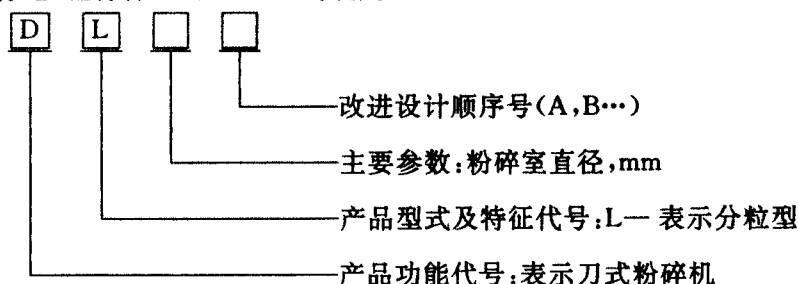 D L
改进设计顺序号(A,B…)
主要参数:粉碎室直径,mm
产品型式及特征代号:L一 表示分粒型
产品功能代号:表示刀式粉碎机